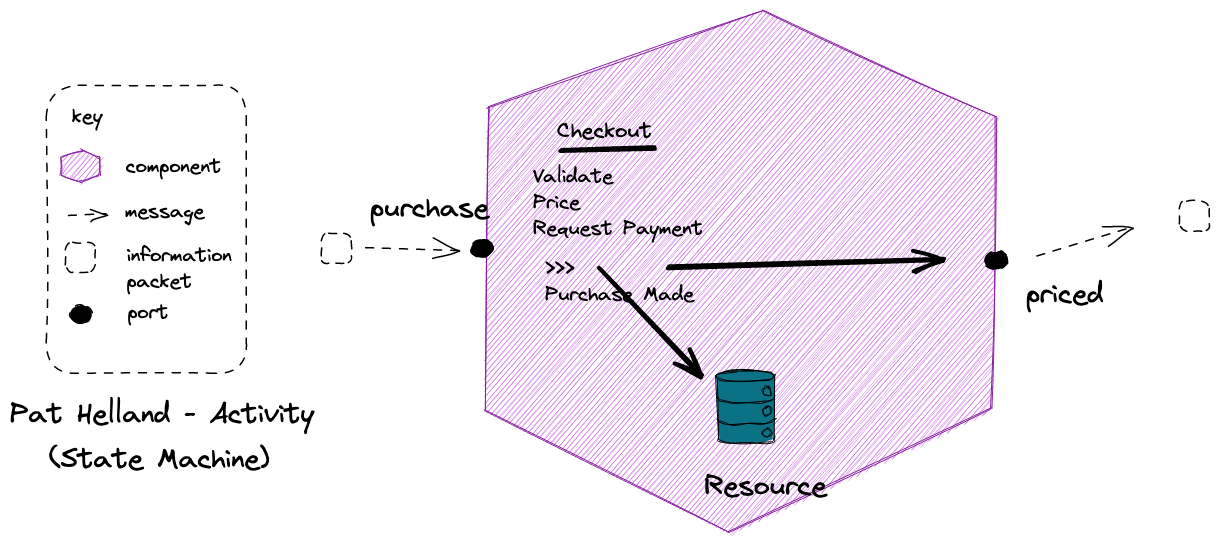 key
component
message
information
packet
port
Pat Helland - Activity
(State Machine)
purchase
Checkout
Validate
Price
Request Payment
>>>
Purchase Made
Resource
priced